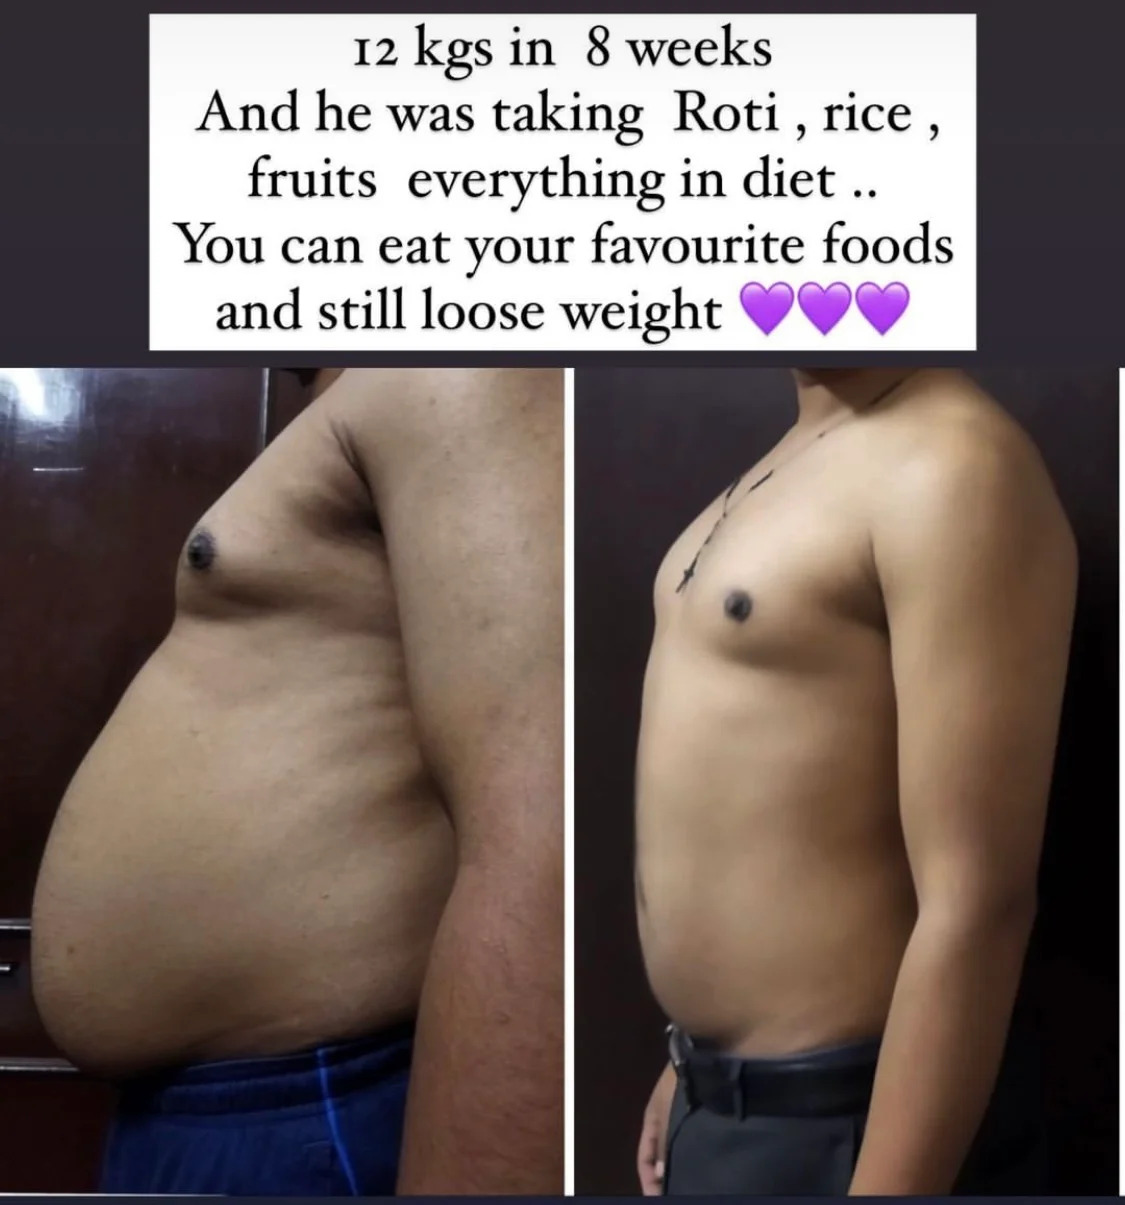 12 kgs in 8 weeks
And he was taking Roti , rice ,
fruits everything in diet ..
You can eat your favourite foods
and still loose weight 💜💜💜